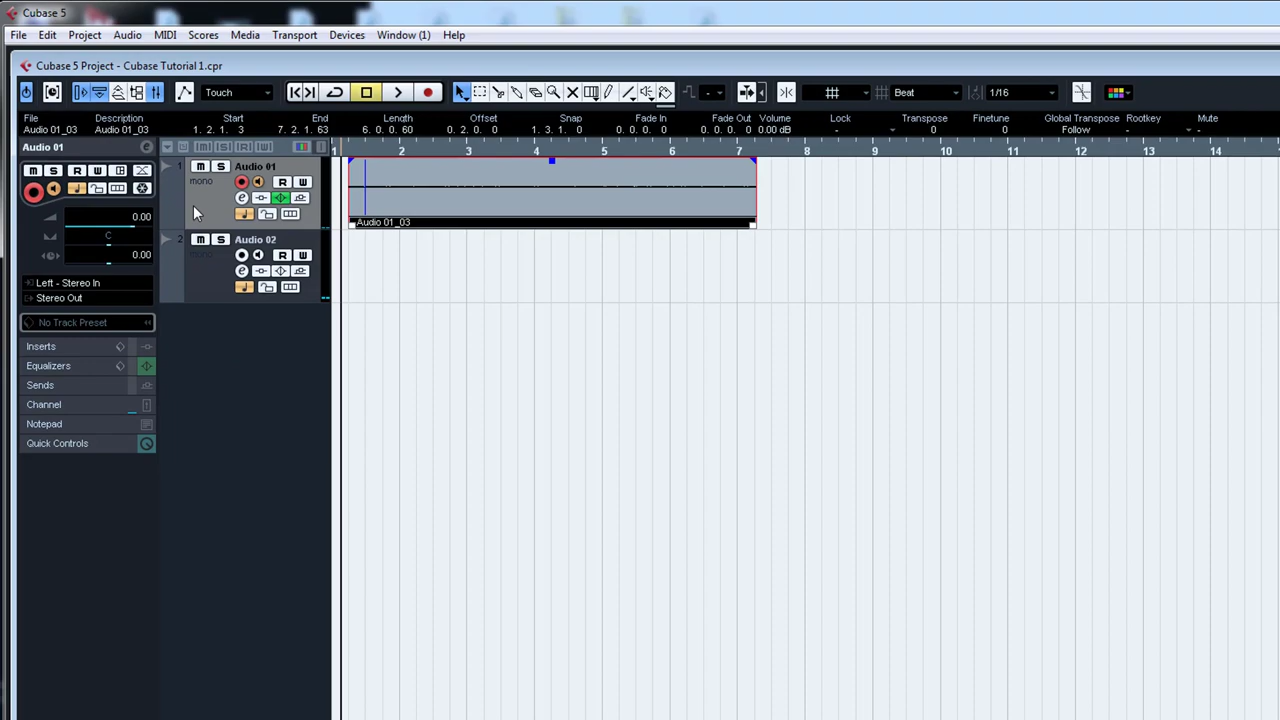 Cubase 5
File Edit Project Audio MIDI Scores Media Transport Devices Window (1) Help
Cubase 5 Project - Cubase Tutorial 1.cpr
Touch Beat 1/16
File Description Start End Length Offset Snap Fade In Fade Out Volume Lock Transpose Finetune Global Transpose Rootkey Mute
Audio 01_03 Audio 01_03 1. 2. 1. 3 7. 2. 1. 63 6. 0. 0. 60 0. 2. 0. 0 1. 3. 1. 0 0. 0. 0. 0 0. 0. 0. 0 0.00 dB - 0 0 Follow - -
Audio 01
1 2 3 4 5 6 7 8 9 10 11 12 13 14
1 m S Audio 01
mono
R W
e
Audio 01_03
2 m S Audio 02
R W
e
m S R W
0.00
C
0.00
Left - Stereo In
Stereo Out
No Track Preset
Inserts
Equalizers
Sends
Channel
Notepad
Quick Controls